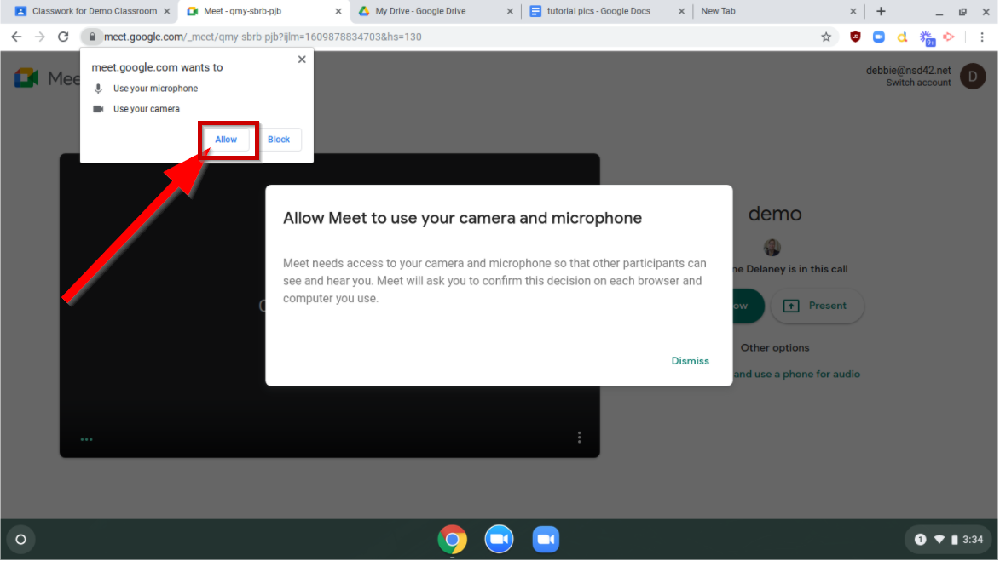 Classwork for Demo Classroom
Meet - qmy-sbrb-pjb
My Drive - Google Drive
tutorial pics - Google Docs
New Tab
meet.google.com/_meet/qmy-sbrb-pjb?ijlm=1609878834703&hs=130
9+
meet.google.com wants to
Use your microphone
Use your camera
Allow
Block
Mee
debbie@nsd42.net
Switch account
D
Allow Meet to use your camera and microphone
Meet needs access to your camera and microphone so that other participants can
see and hear you. Meet will ask you to confirm this decision on each browser and
computer you use.
Dismiss
C
demo
ne Delaney is in this call
ow
Present
Other options
and use a phone for audio
1
3:34